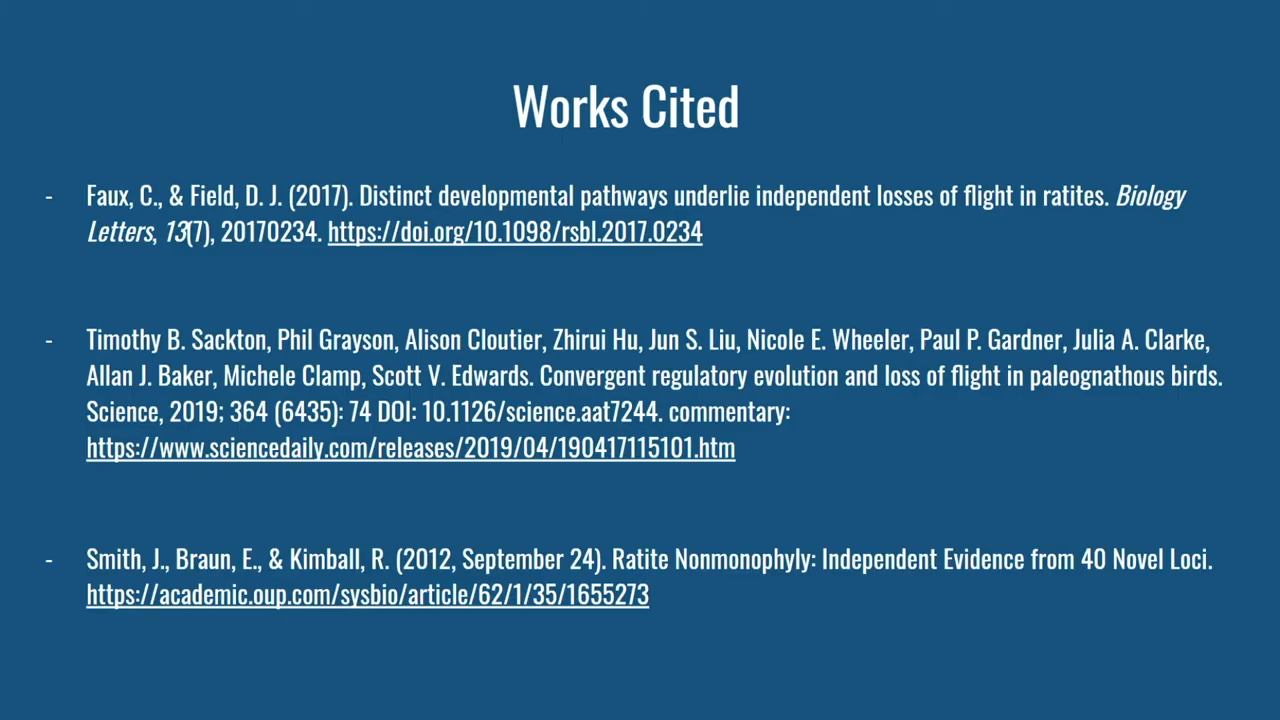 Works Cited
- Faux, C., & Field, D. J. (2017). Distinct developmental pathways underlie independent losses of flight in ratites. Biology
Letters, 13(7), 20170234. https://doi.org/10.1098/rsbl.2017.0234
- Timothy B. Sackton, Phil Grayson, Alison Cloutier, Zhirui Hu, Jun S. Liu, Nicole E. Wheeler, Paul P. Gardner, Julia A. Clarke,
Allan J. Baker, Michele Clamp, Scott V. Edwards. Convergent regulatory evolution and loss of flight in paleognathous birds.
Science, 2019; 364 (6435): 74 DOI: 10.1126/science.aat7244. commentary:
https://www.sciencedaily.com/releases/2019/04/190417115101.htm
- Smith, J., Braun, E., & Kimball, R. (2012, September 24). Ratite Nonmonophyly: Independent Evidence from 40 Novel Loci.
https://academic.oup.com/sysbio/article/62/1/35/1655273